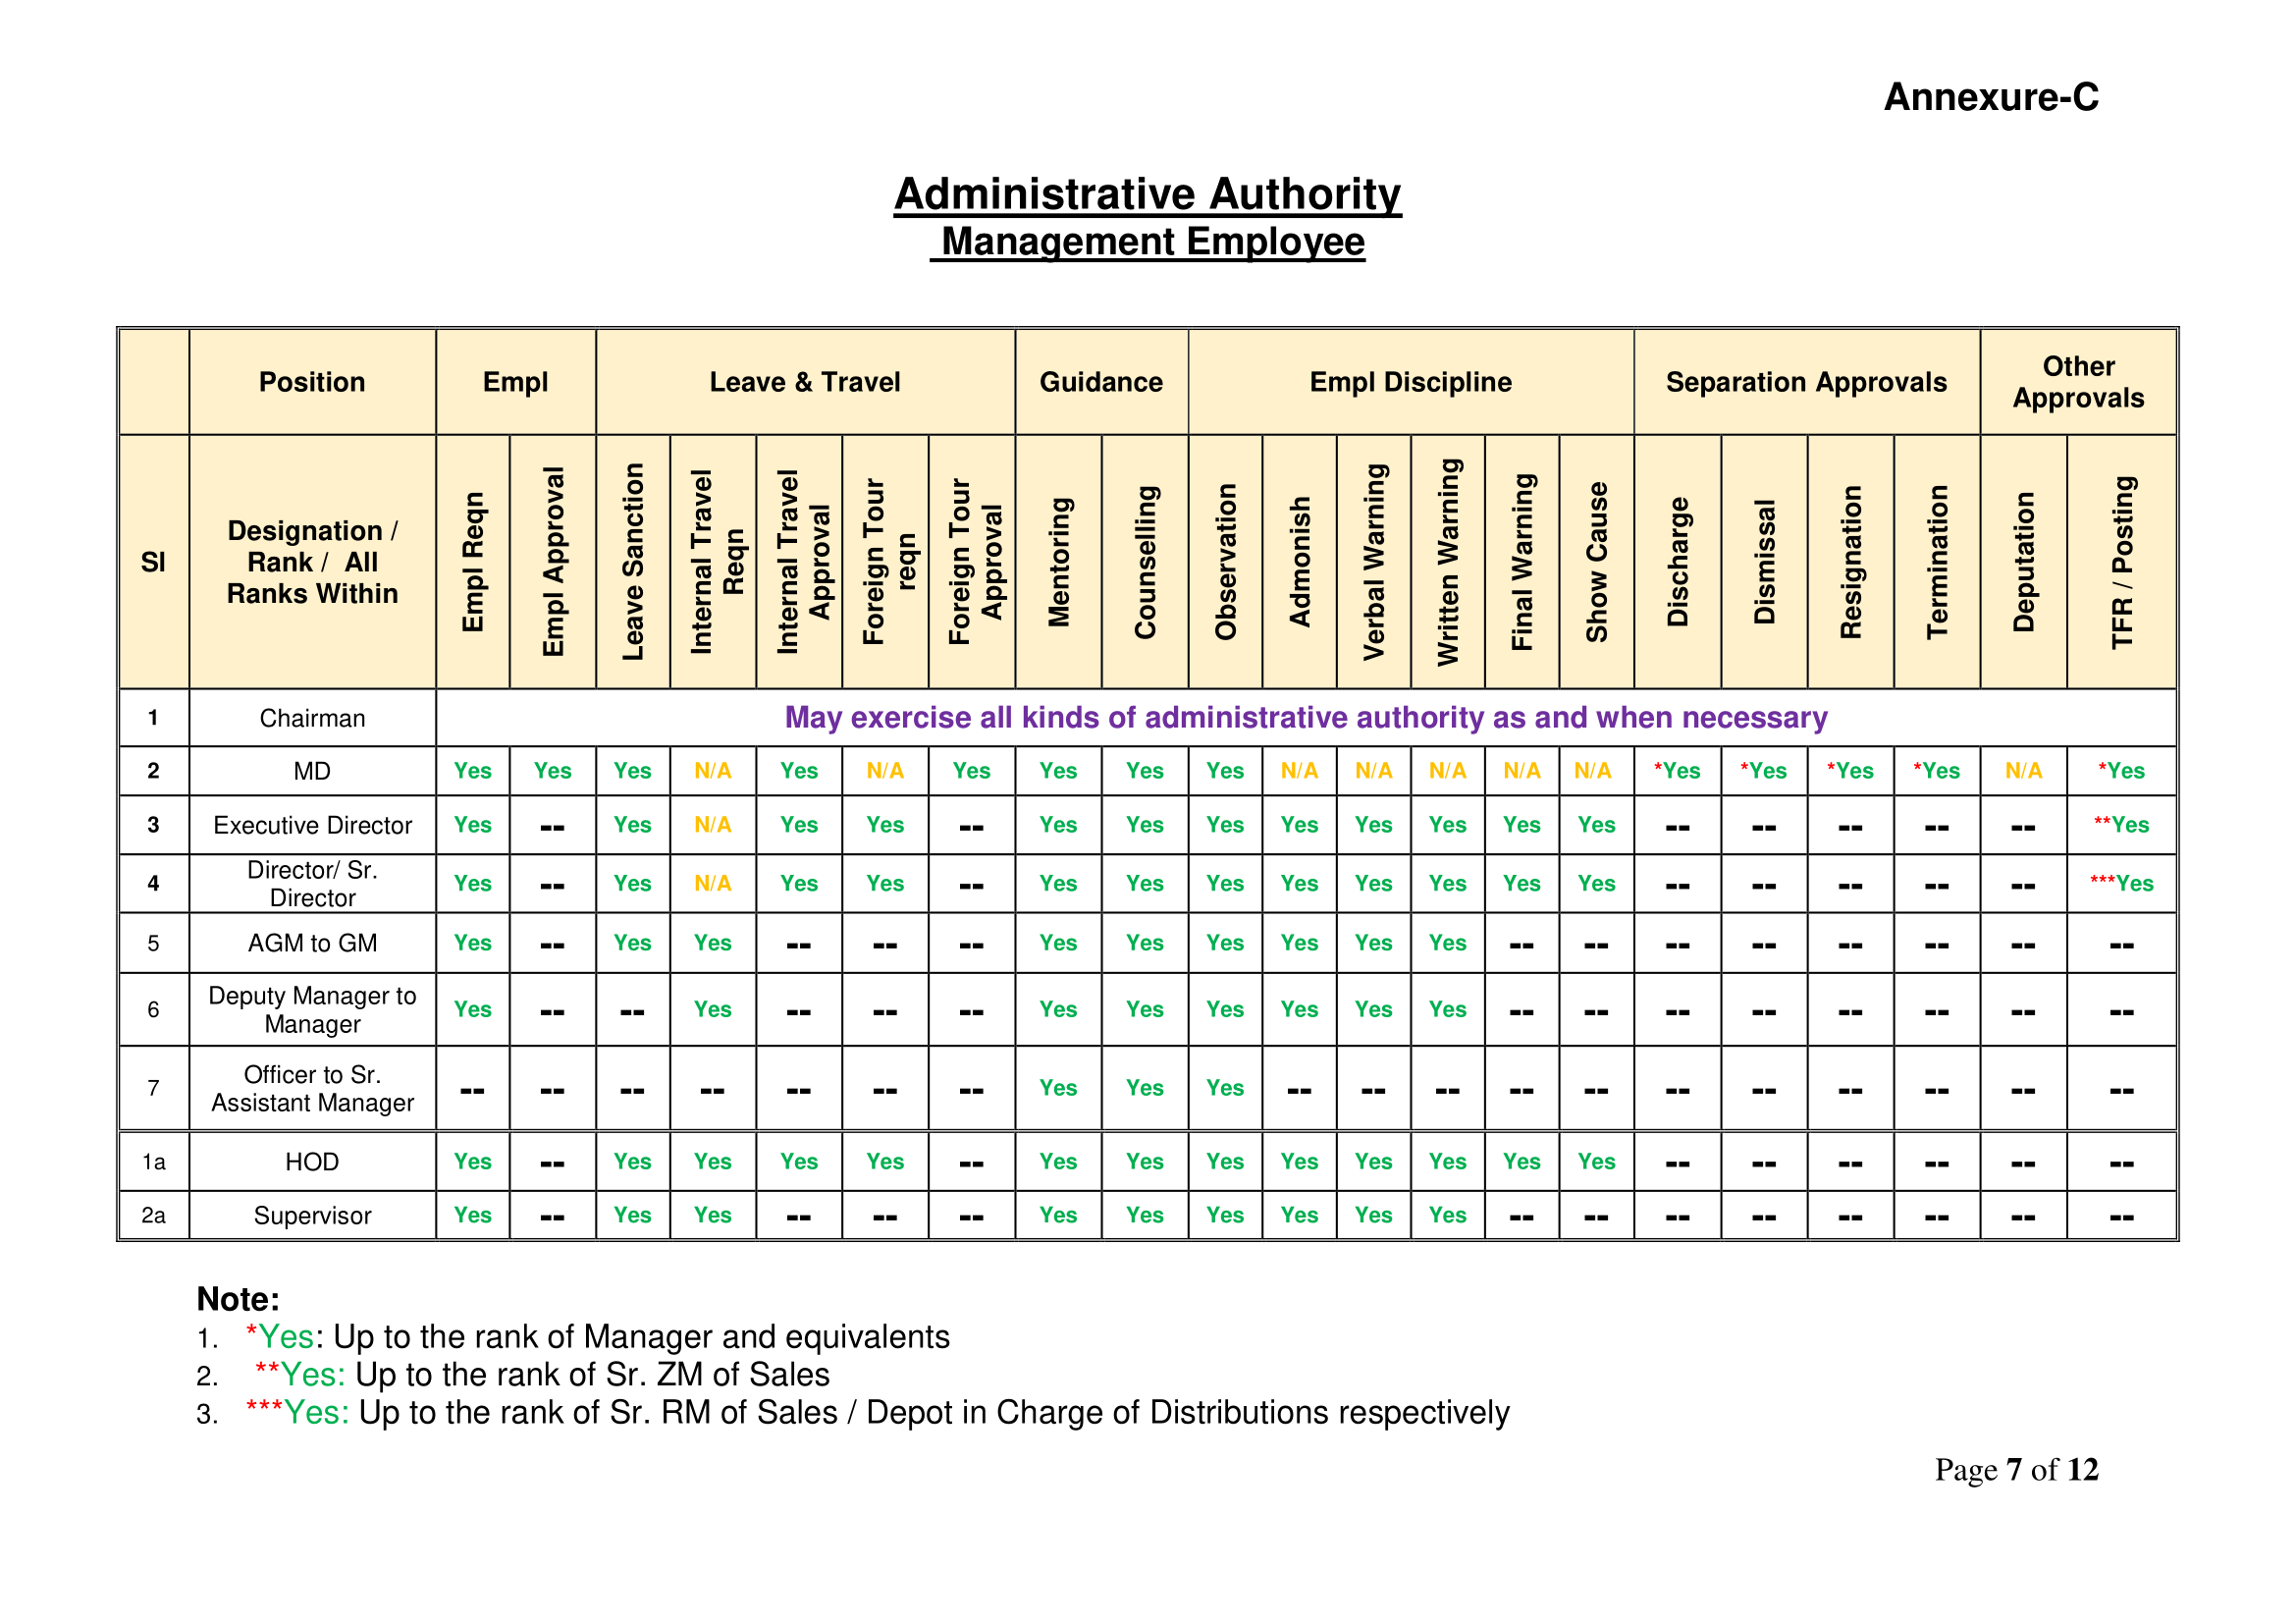 Annexure-C
Administrative Authority
Management Employee
Position Empl Leave & Travel Guidance Empl Discipline Separation Approvals Other Approvals
Sl Designation / Rank / All Ranks Within Empl Reqn Empl Approval Leave Sanction Internal Travel Reqn Internal Travel Approval Foreign Tour reqn Foreign Tour Approval Mentoring Counselling Observation Admonish Verbal Warning Written Warning Final Warning Show Cause Discharge Dismissal Resignation Termination Deputation TFR / Posting
1 Chairman May exercise all kinds of administrative authority as and when necessary
2 MD Yes Yes Yes N/A Yes N/A Yes Yes Yes Yes N/A N/A N/A N/A N/A *Yes *Yes *Yes *Yes N/A *Yes
3 Executive Director Yes -- Yes N/A Yes Yes -- Yes Yes Yes Yes Yes Yes Yes Yes -- -- -- -- -- **Yes
4 Director/ Sr. Director Yes -- Yes N/A Yes Yes -- Yes Yes Yes Yes Yes Yes Yes Yes -- -- -- -- -- ***Yes
5 AGM to GM Yes -- Yes Yes -- -- -- Yes Yes Yes Yes Yes Yes -- -- -- -- -- -- -- --
6 Deputy Manager to Manager Yes -- -- Yes -- -- -- Yes Yes Yes Yes Yes Yes -- -- -- -- -- -- -- --
7 Officer to Sr. Assistant Manager -- -- -- -- -- -- -- Yes Yes Yes -- -- -- -- -- -- -- -- -- -- --
1a HOD Yes -- Yes Yes Yes Yes -- Yes Yes Yes Yes Yes Yes Yes Yes -- -- -- -- -- --
2a Supervisor Yes -- Yes Yes -- -- -- Yes Yes Yes Yes Yes Yes -- -- -- -- -- -- -- --
Note:
1. *Yes: Up to the rank of Manager and equivalents
2. **Yes: Up to the rank of Sr. ZM of Sales
3. ***Yes: Up to the rank of Sr. RM of Sales / Depot in Charge of Distributions respectively
Page 7 of 12